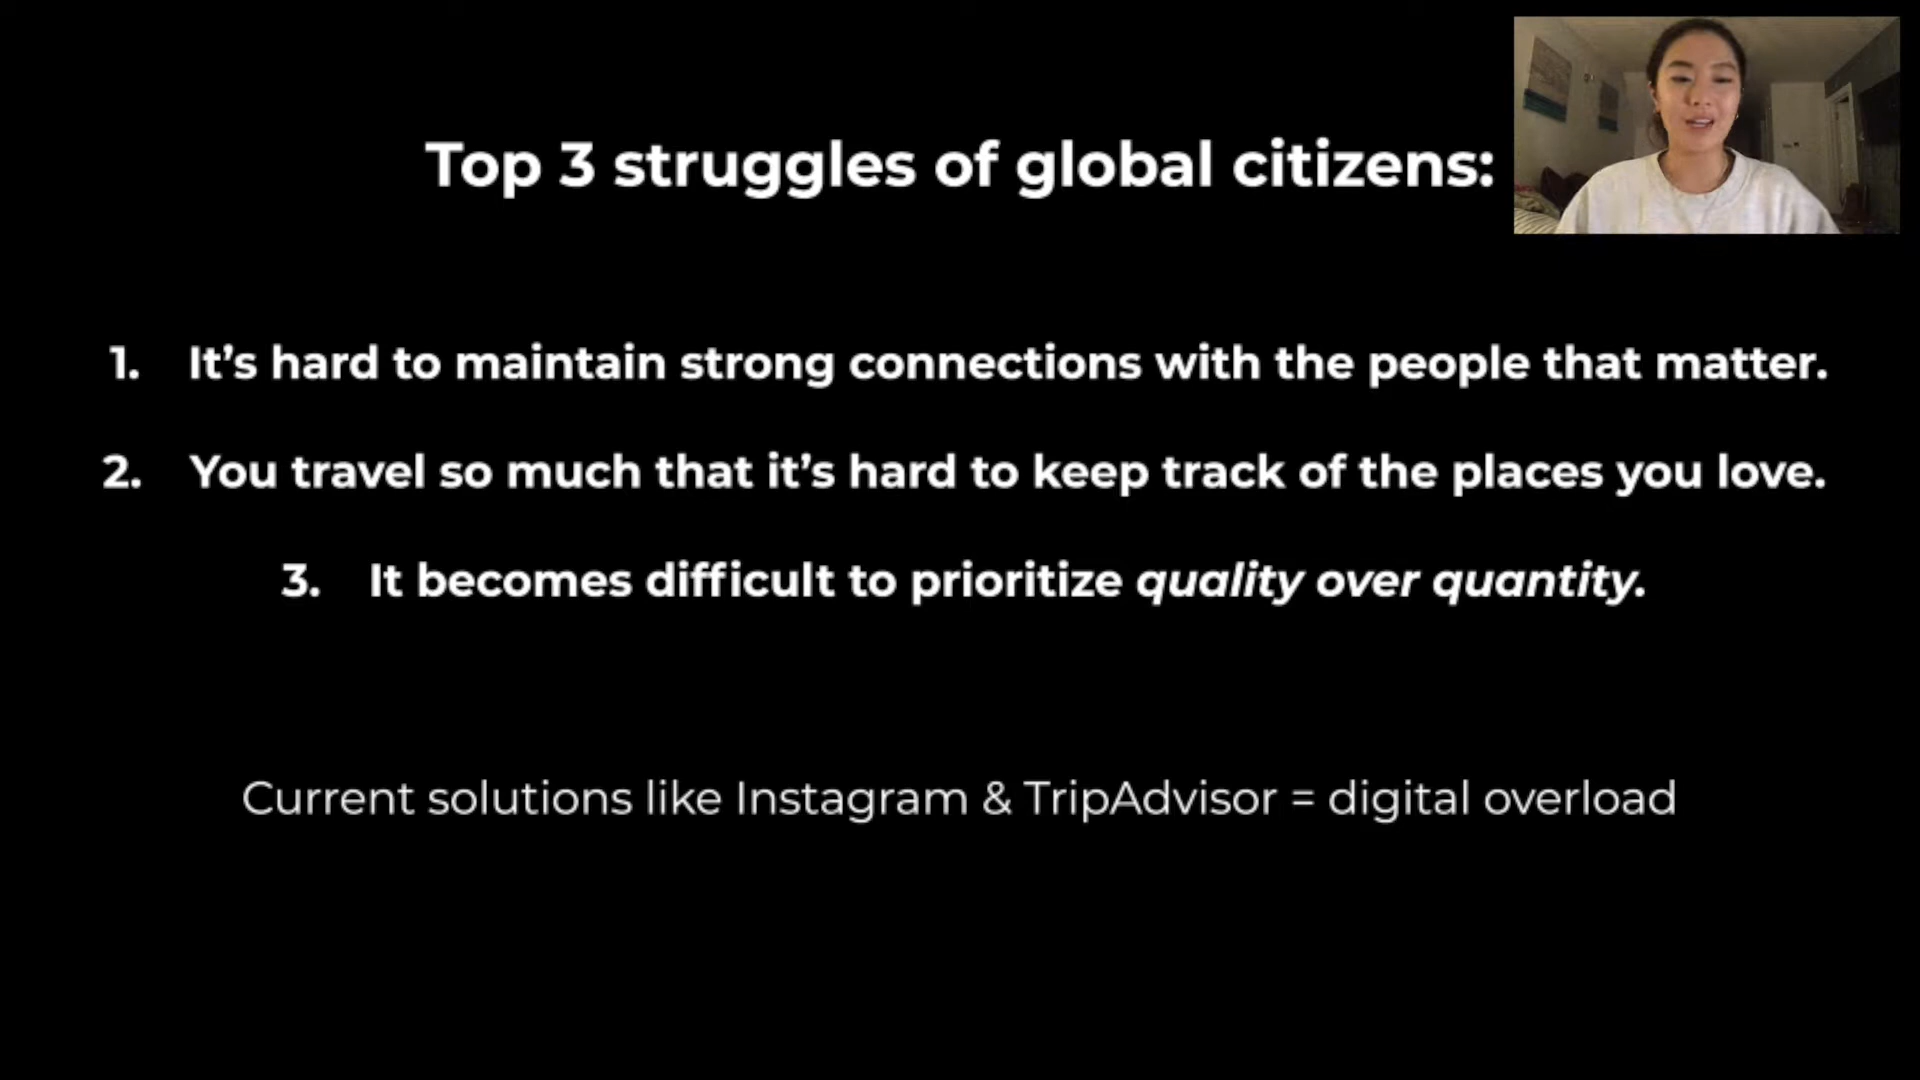 Top 3 struggles of global citizens:
1. It's hard to maintain strong connections with the people that matter.
2. You travel so much that it's hard to keep track of the places you love.
3. It becomes difficult to prioritize quality over quantity.
Current solutions like Instagram & TripAdvisor = digital overload